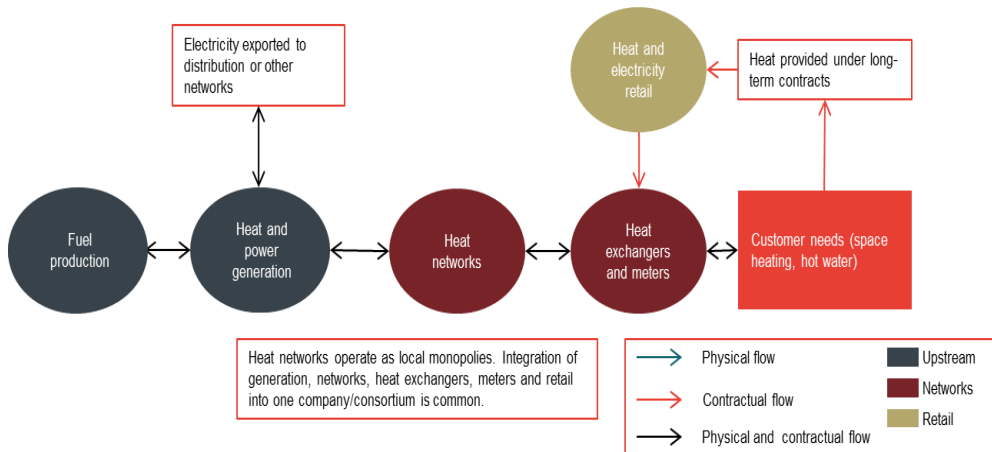 Electricity exported to
distribution or other
networks
Heat and
electricity
retail
Heat provided under long-
term contracts
Fuel
production
Heat and
power
generation
Heat
networks
Heat
exchangers
and meters
Customer needs (space
heating, hot water)
Heat networks operate as local monopolies. Integration of
generation, networks, heat exchangers, meters and retail
into one company/consortium is common.
Physical flow
Contractual flow
Physical and contractual flow
Upstream
Networks
Retail